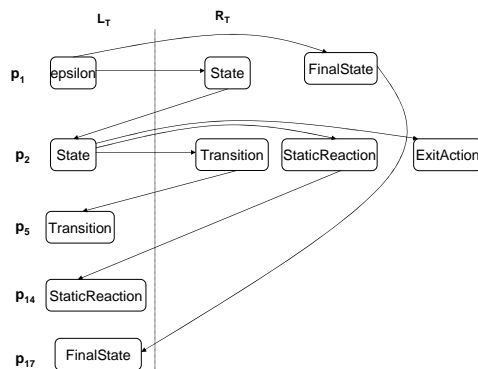 L_T R_T
p_1 epsilon State FinalState
p_2 State Transition StaticReaction ExitAction
p_5 Transition
p_14 StaticReaction
p_17 FinalState